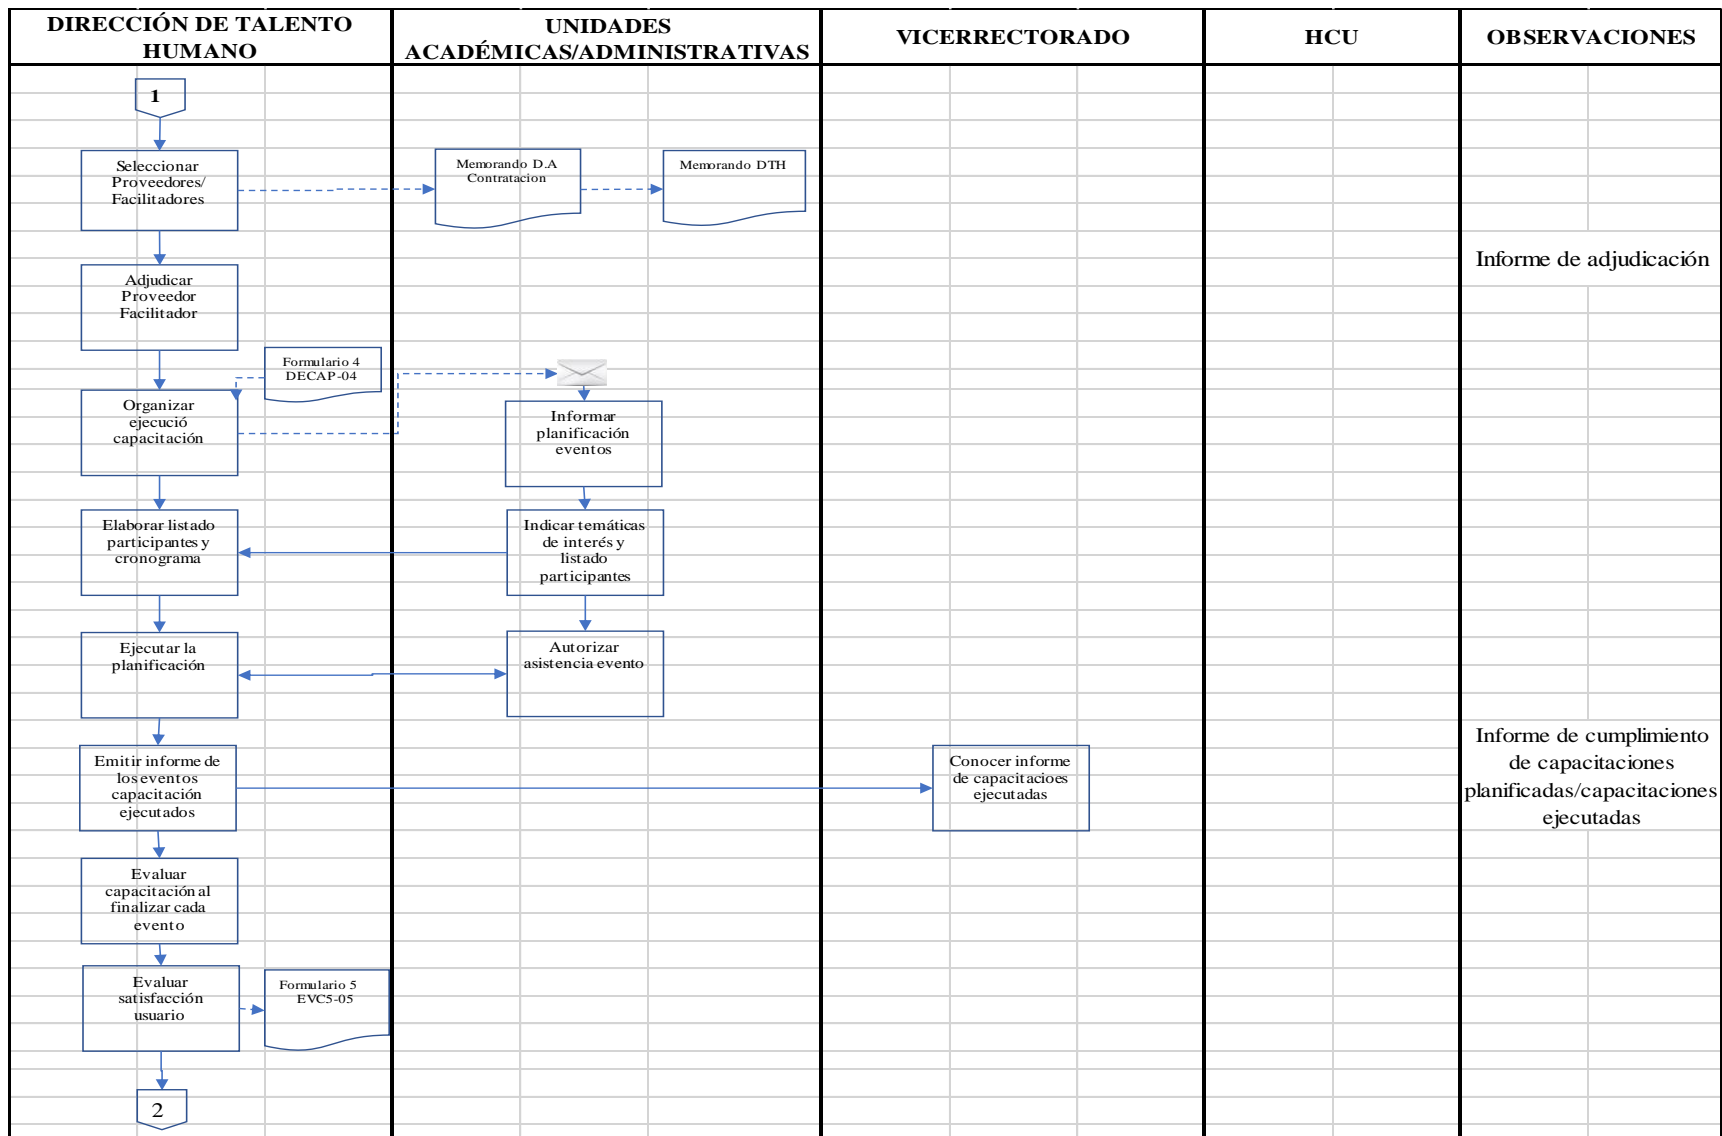 DIRECCIÓN DE TALENTO
HUMANO
UNIDADES
ACADÉMICAS/ADMINISTRATIVAS
VICERRECTORADO
HCU
OBSERVACIONES
1
Seleccionar
Proveedores/
Facilitadores
Memorando D.A
Contratacion
Memorando DTH
Informe de adjudicación
Adjudicar
Proveedor
Facilitador
Formulario 4
DECAP-04
Organizar
ejecució
capacitación
Informar
planificación
eventos
Elaborar listado
participantes y
cronograma
Indicar temáticas
de interés y
listado
participantes
Ejecutar la
planificación
Autorizar
asistencia evento
Emitir informe de
los eventos
capacitación
ejecutados
Conocer informe
de capacitacioes
ejecutadas
Informe de cumplimiento
de capacitaciones
planificadas/capacitaciones
ejecutadas
Evaluar
capacitación al
finalizar cada
evento
Evaluar
satisfacción
usuario
Formulario 5
EVC5-05
2